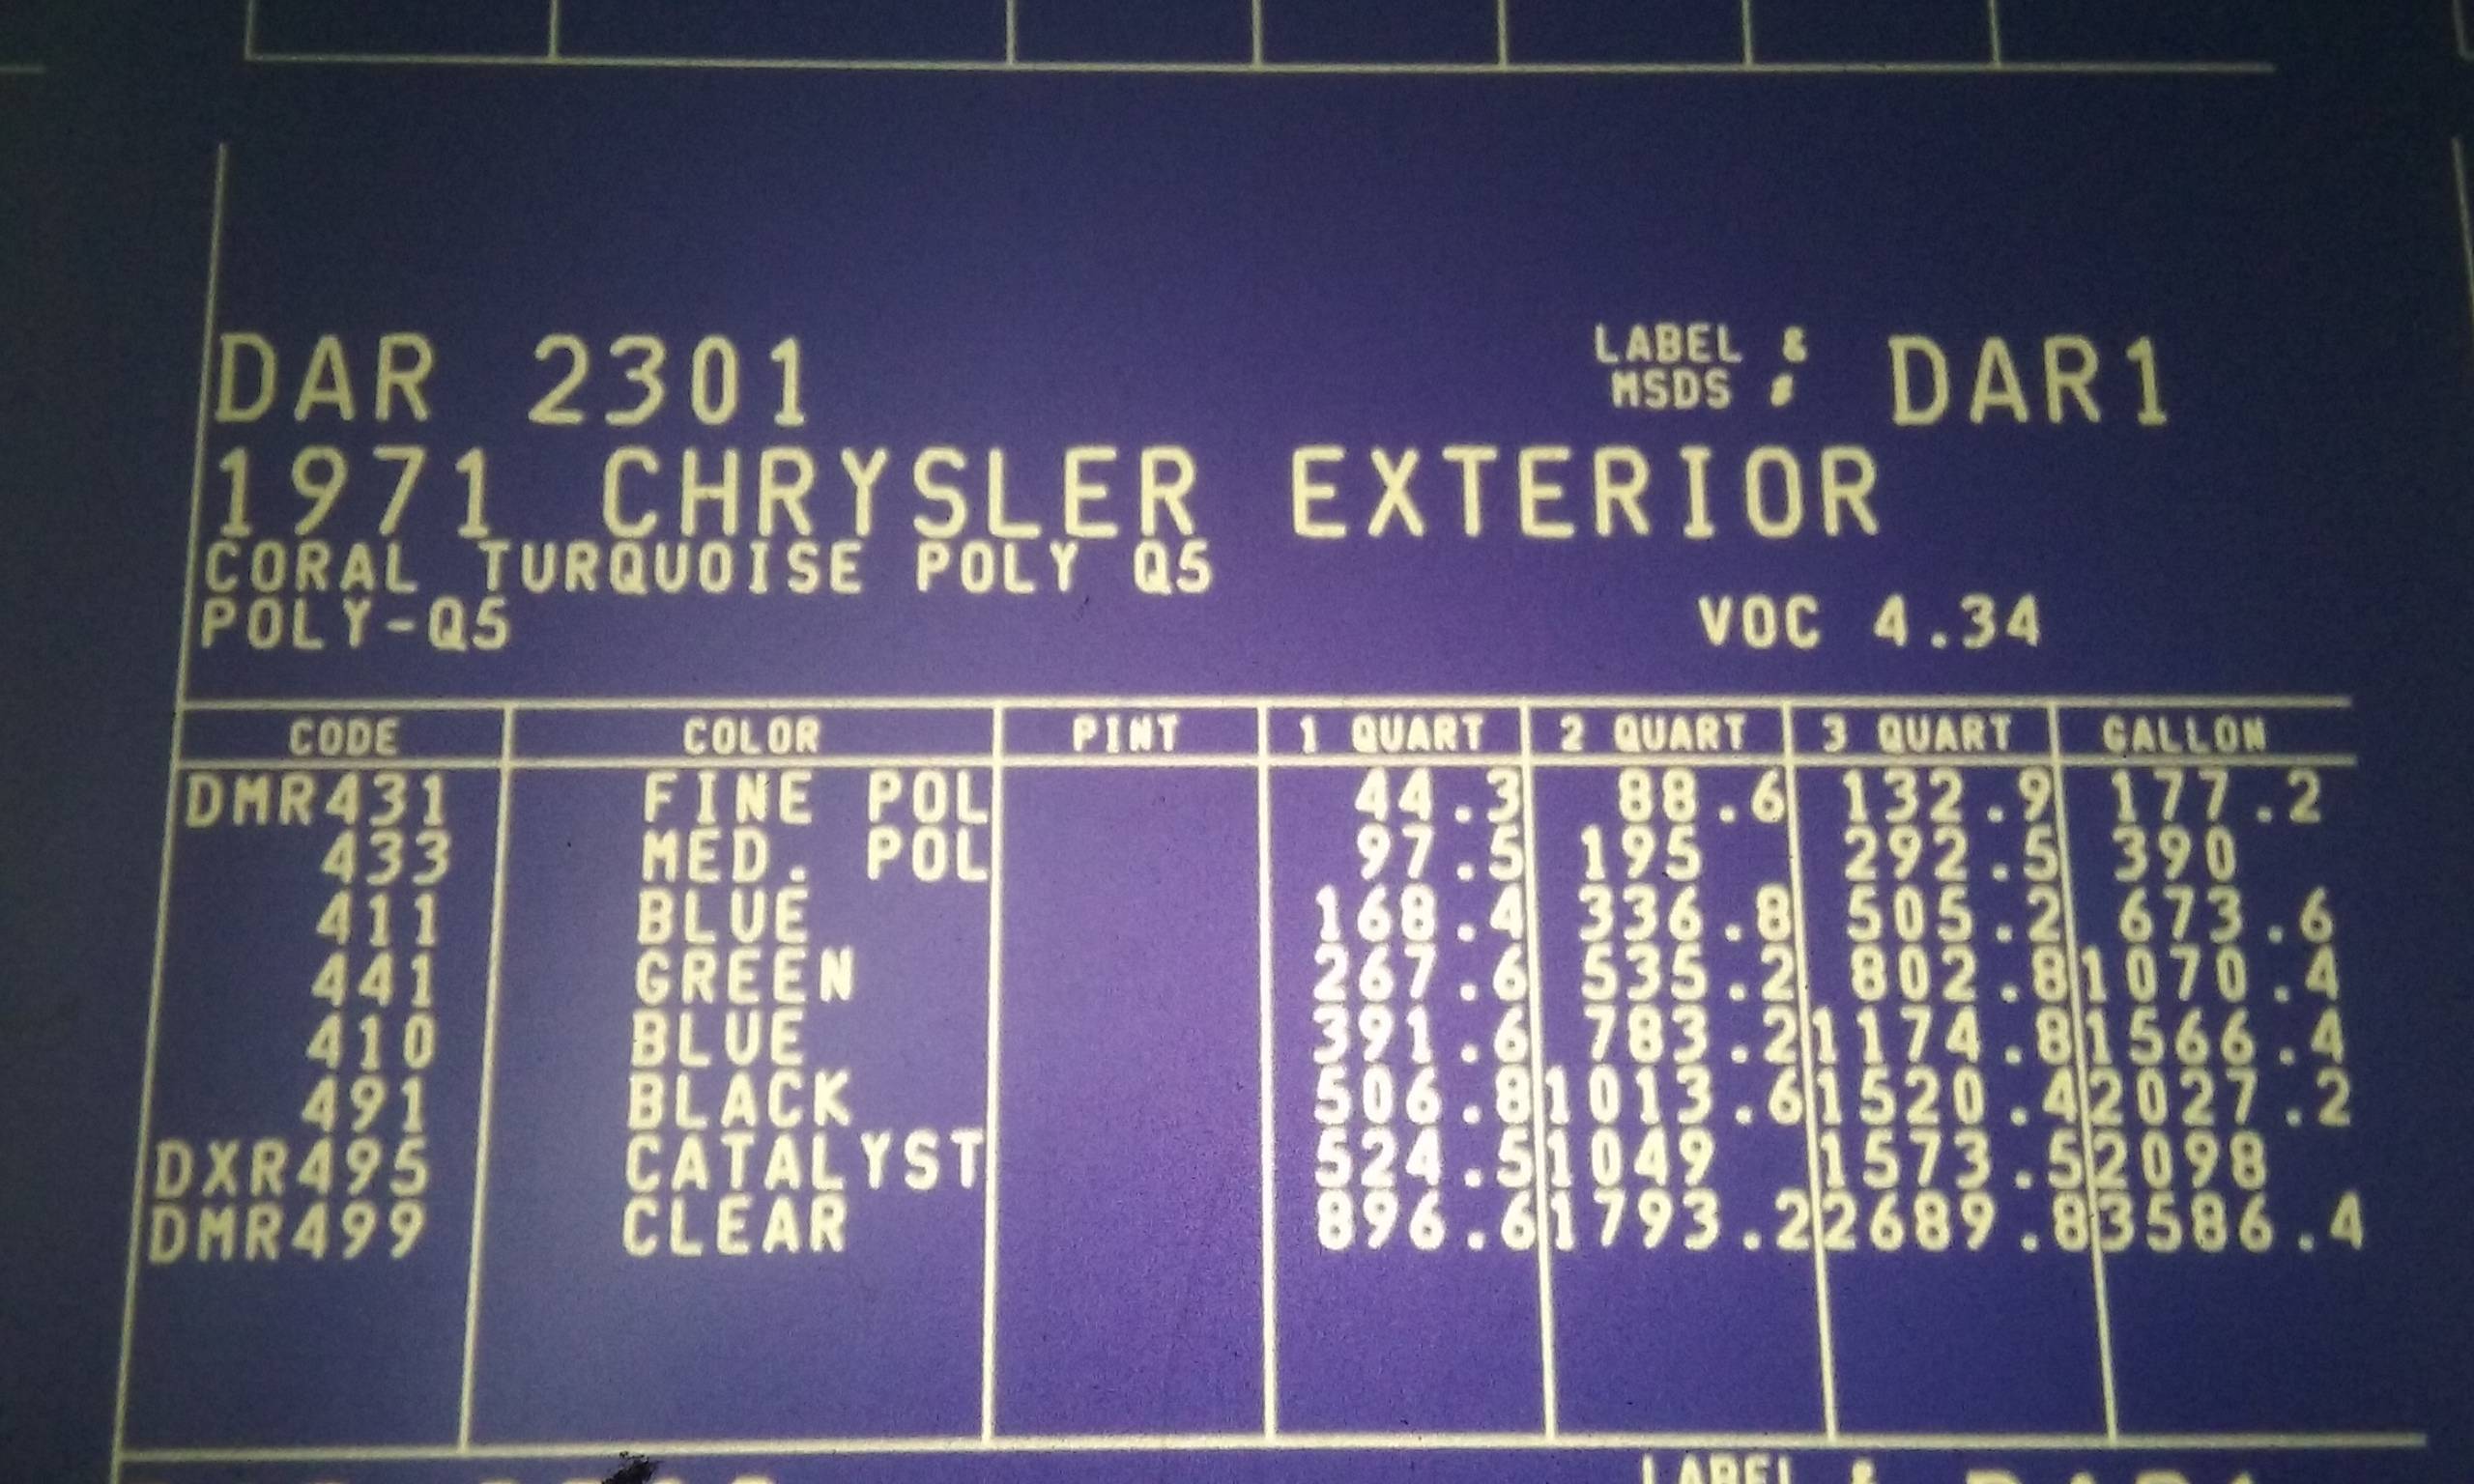 DAR 2301 LABEL & MSDS # DAR1
1971 CHRYSLER EXTERIOR
CORAL TURQUOISE POLY Q5
POLY-Q5 VOC 4.34
CODE COLOR PINT 1 QUART 2 QUART 3 QUART GALLON
DMR431 FINE POL 44.3 88.6 132.9 177.2
433 MED. POL 97.5 195 292.5 390
411 BLUE 168.4 336.8 505.2 673.6
441 GREEN 267.6 535.2 802.8 1070.4
410 BLUE 391.6 783.2 1174.8 1566.4
491 BLACK 506.8 1013.6 1520.4 2027.2
DXR495 CATALYST 524.5 1049 1573.5 2098
DMR499 CLEAR 896.6 1793.2 2689.8 3586.4
LABEL &